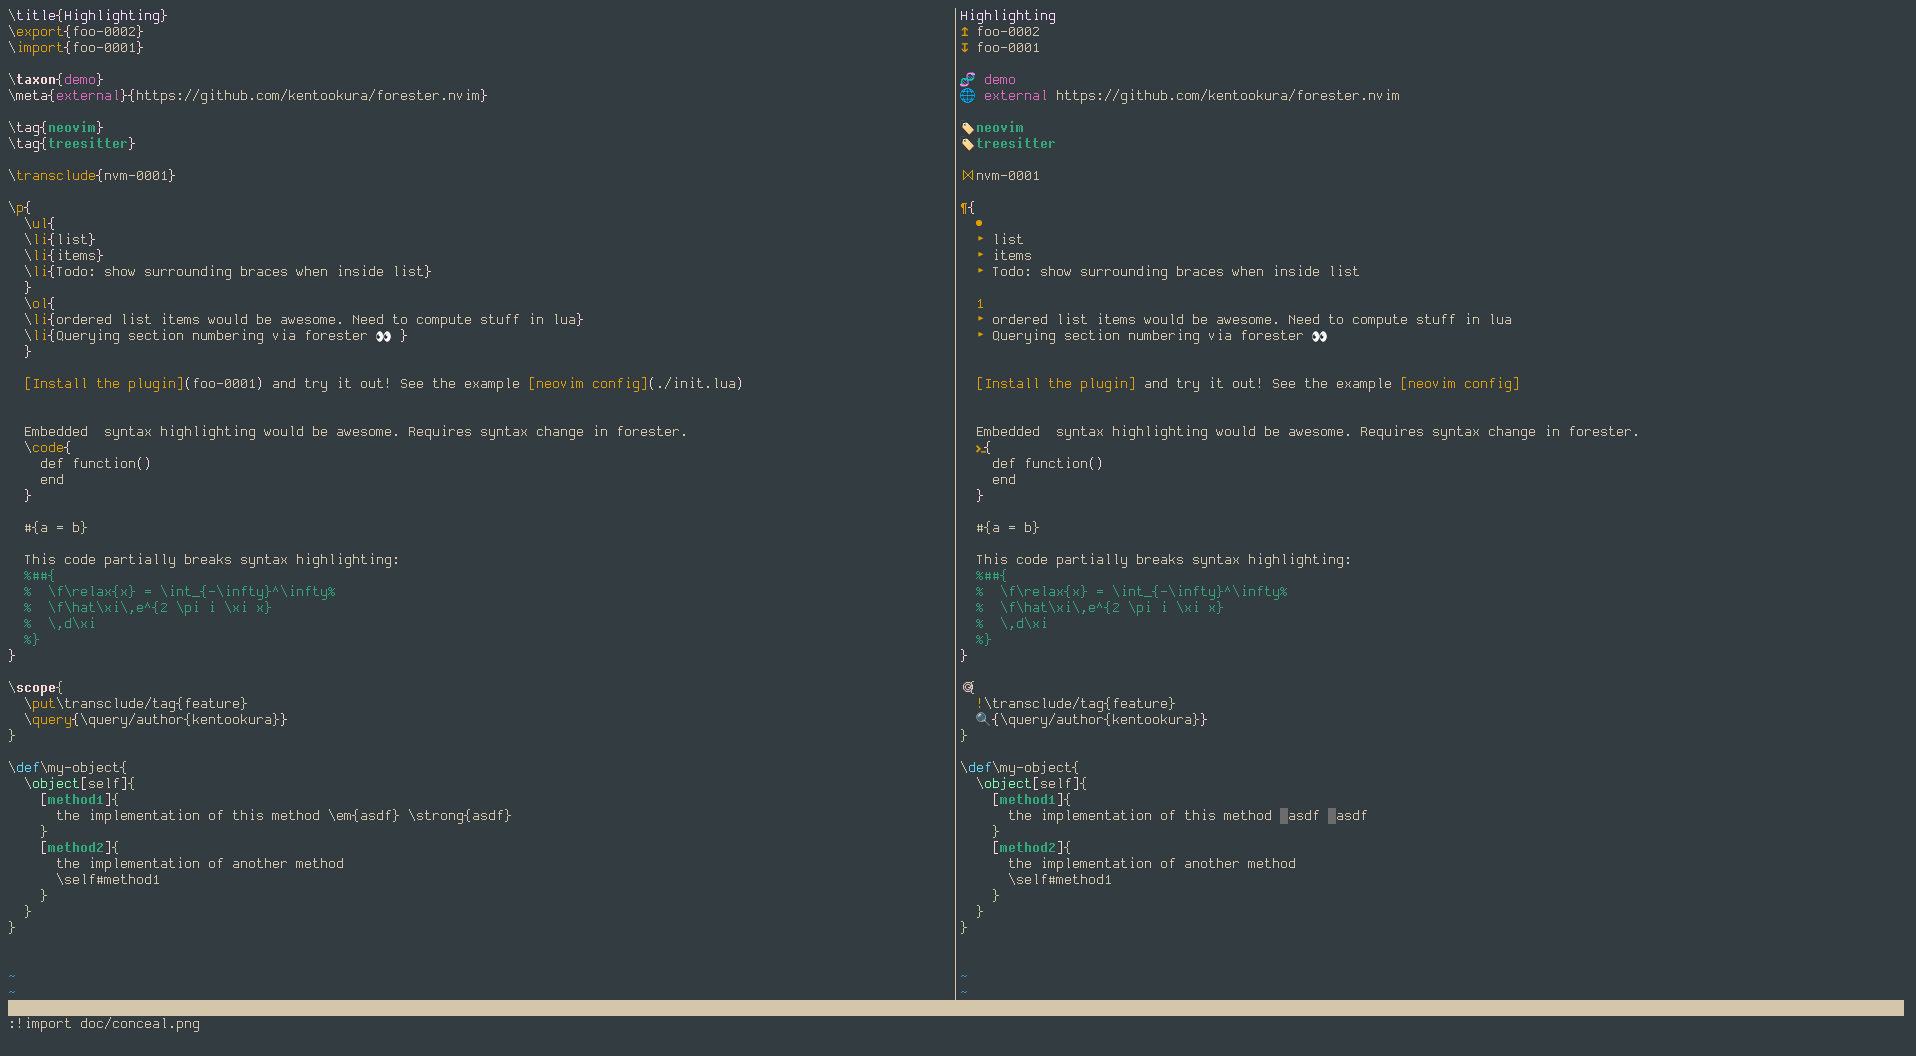 \title{Highlighting}
\export{foo-0002}
\import{foo-0001}
\taxon{demo}
\meta{external}{https://github.com/kentookura/forester.nvim}
\tag{neovim}
\tag{treesitter}
\transclude{nvm-0001}
\p{
  \ul{
  \li{list}
  \li{items}
  \li{Todo: show surrounding braces when inside list}
  }
  \ol{
  \li{ordered list items would be awesome. Need to compute stuff in lua}
  \li{Querying section numbering via forester 👀 }
  }
  [Install the plugin](foo-0001) and try it out! See the example [neovim config](./init.lua)
  Embedded  syntax highlighting would be awesome. Requires syntax change in forester.
  \code{
    def function()
    end
  }
  #{a = b}
  This code partially breaks syntax highlighting:
  %##{
  %  \f\relax{x} = \int_{-\infty}^\infty%
  %  \f\hat\xi\,e^{2 \pi i \xi x}
  %  \,d\xi
  %}
}
\scope{
  \put\transclude/tag{feature}
  \query{\query/author{kentookura}}
}
\def\my-object{
  \object[self]{
    [method1]{
      the implementation of this method \em{asdf} \strong{asdf}
    }
    [method2]{
      the implementation of another method
      \self#method1
    }
  }
}
~
~
Highlighting
↥ foo-0002
↧ foo-0001
🧬 demo
🌐 external https://github.com/kentookura/forester.nvim
🏷️neovim
🏷️treesitter
⋈nvm-0001
¶{
  •
  ‣ list
  ‣ items
  ‣ Todo: show surrounding braces when inside list
  1
  ‣ ordered list items would be awesome. Need to compute stuff in lua
  ‣ Querying section numbering via forester 👀
  [Install the plugin] and try it out! See the example [neovim config]
  Embedded  syntax highlighting would be awesome. Requires syntax change in forester.
  >_{
    def function()
    end
  }
  #{a = b}
  This code partially breaks syntax highlighting:
  %##{
  %  \f\relax{x} = \int_{-\infty}^\infty%
  %  \f\hat\xi\,e^{2 \pi i \xi x}
  %  \,d\xi
  %}
}
🎯{
  !\transclude/tag{feature}
  🔍{\query/author{kentookura}}
}
\def\my-object{
  \object[self]{
    [method1]{
      the implementation of this method asdf asdf
    }
    [method2]{
      the implementation of another method
      \self#method1
    }
  }
}
~
~
:!import doc/conceal.png